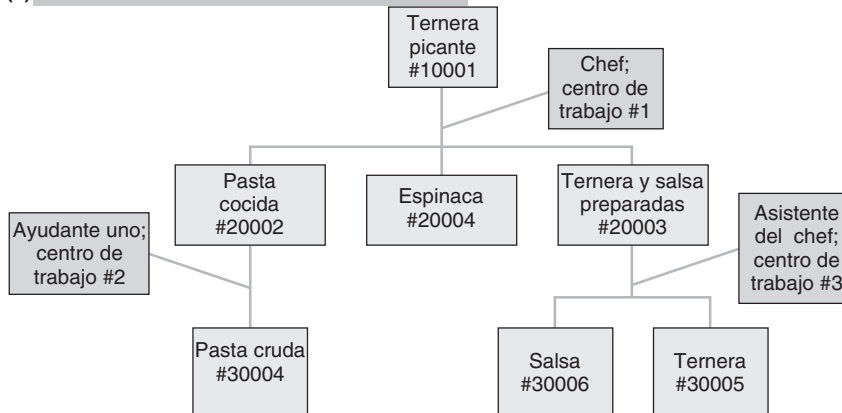 Ternera
picante
#10001
Chef;
centro de
trabajo #1
Pasta
cocida
#20002
Espinaca
#20004
Ternera y salsa
preparadas
#20003
Ayudante uno;
centro de
trabajo #2
Asistente
del chef;
centro de
trabajo #3
Pasta cruda
#30004
Salsa
#30006
Ternera
#30005